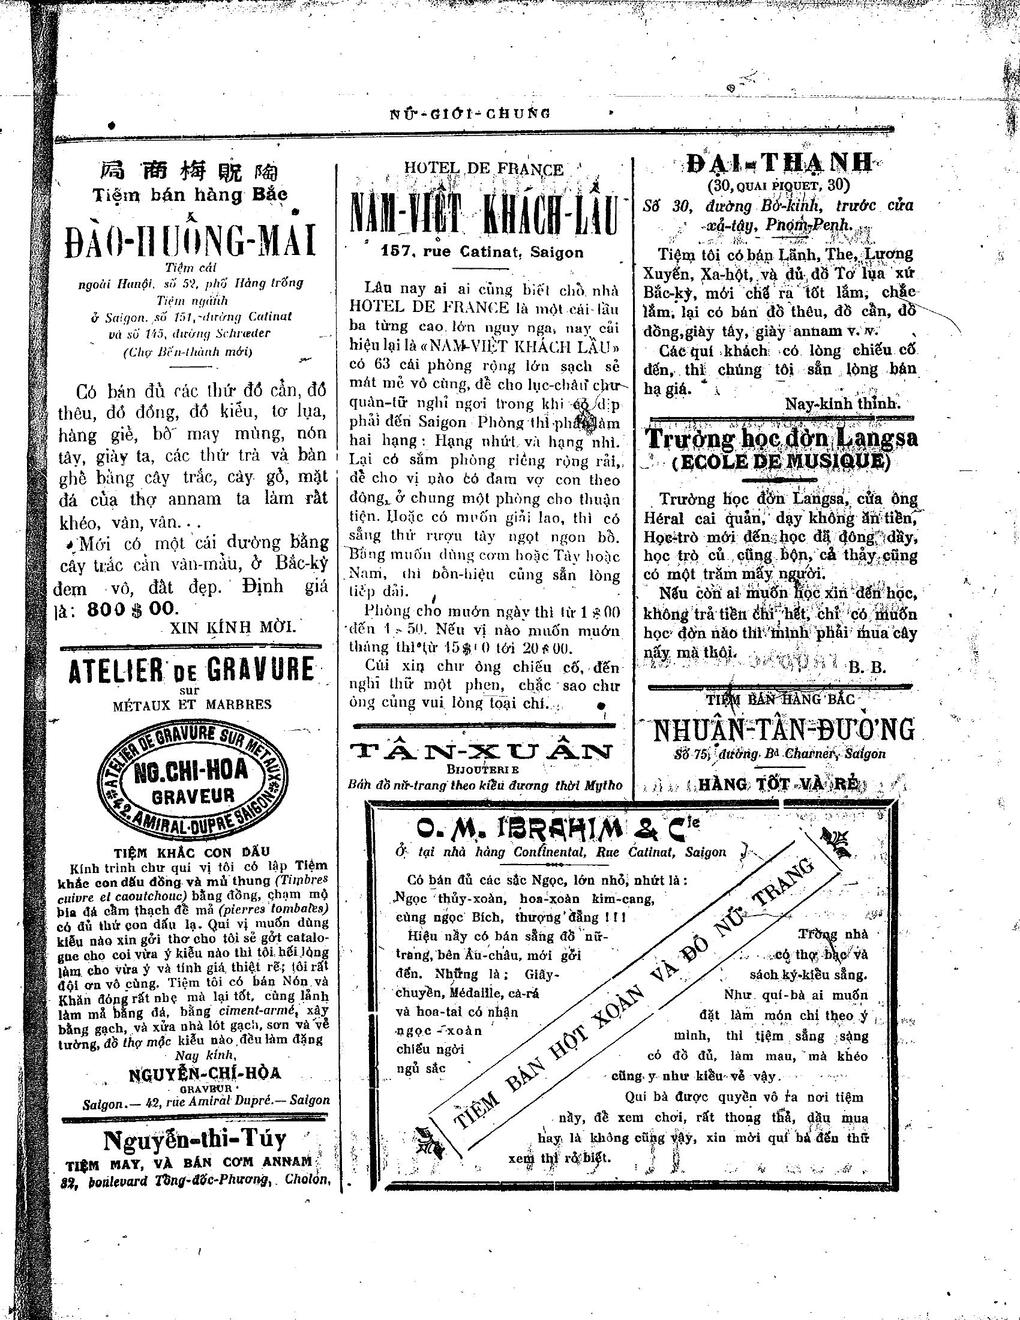 NỮ-GIỚI-CHUNG
局商梅貺陶
Tiệm bán hàng Bắc
ĐÀO-HUỐNG-MAI
Tiệm cái
ngoài Hanội, số 52, phố Hàng trống
Tiệm ngánh
ở Saigon, số 151, đường Catinat
và số 145, đường Schrœder
(Chợ Bến-thành mới)
Có bán đủ các thứ đồ cẩn, đồ
thêu, đồ đồng, đồ kiểu, tơ lụa,
hàng giẻ, bò may mùng, nón
tây, giày ta, các thứ trà và bàn
ghế bằng cây trắc, cây gỏ, mặt
đá của thợ annam ta làm rất
khéo, vân, vân...
Mới có một cái dường bằng
cây trắc cẩn vân-mẫu, ở Bắc-kỳ
đem vô, đắt đẹp. Định giá
là: 800 $ 00.
XIN KÍNH MỜI.
ATELIER DE GRAVURE
sur
MÉTAUX ET MARBRES
ATELIER DE GRAVURE SUR METAUX
NG.CHI-HOA
GRAVEUR
42, AMIRAL-DUPRE SAIGON
TIỆM KHẮC CON DẤU
Kính trình chư quí vị tôi có lập Tiệm
khắc con dấu đồng và mủ thung (Timbres
cuivre et caoutchouc) bằng đồng, chạm mộ
bia đá cẩm thạch để mả (pierres tombales)
có đủ thứ con dấu lạ. Quí vị muốn dùng
kiểu nào xin gởi thơ cho tôi sẻ gởi catalo-
gue cho coi vừa ý kiểu nào thì tôi hết lòng
làm cho vừa ý và tính giá thiệt rẻ; tôi rất
đội ơn vô cùng. Tiệm tôi có bán Nón và
Khăn đóng rất nhẹ mà lại tốt, cũng lãnh
làm mả bằng đá, bằng ciment-armé, xây
bằng gạch, và xửa nhà lót gạch, sơn và vẽ
tường, đồ thợ mộc kiểu nào đều làm đặng
Nay kính,
NGUYỄN-CHÍ-HÒA
GRAVEUR
Saigon.— 42, rue Amiral Dupré.— Saigon
Nguyễn-thi-Túy
TIỆM MAY, VÀ BÁN CƠM ANNAM
82, boulevard Tông-đốc-Phương, Cholon,
HOTEL DE FRANCE
NAM-VIỆT KHÁCH-LẦU
157, rue Catinat, Saigon
Lâu nay ai ai cũng biết chỗ nhà
HOTEL DE FRANCE là một cái lầu
ba từng cao lớn nguy nga, nay cải
hiệu lại là «NAM-VIỆT KHÁCH LẦU»
có 63 cái phòng rộng lớn sạch sẽ
mát mẻ vô cùng, để cho lục-châu chư
quân-tử nghỉ ngơi trong khi có dịp
phải đến Saigon Phòng thì phân làm
hai hạng: Hạng nhứt và hạng nhì.
Lại có sắm phòng riêng rộng rải,
để cho vị nào có đam vợ con theo
đông, ở chung một phòng cho thuận
tiện. Hoặc có muốn giải lao, thì có
sẵng thứ rượu tây ngọt ngon bổ.
Bằng muốn dùng cơm hoặc Tây hoặc
Nam, thì bổn-hiệu cũng sẵn lòng
tiếp đải.
Phòng cho mướn ngày thì từ 1 $ 00
đến 1 $ 50. Nếu vị nào muốn mướn
tháng thì từ 15 $ 0 tới 20 $ 00.
Cúi xin chư ông chiếu cố, đến
nghỉ thử một phen, chắc sao chư
ông cũng vui lòng toại chí.
TÂN-XUÂN
BIJOUTERIE
Bán đồ nữ-trang theo kiểu đương thời Mytho
ĐẠI-THẠNH
(30, QUAI PIQUET, 30)
Số 30, đường Bờ-kinh, trước cửa
xả-tây, Pnom-Penh.
Tiệm tôi có bán Lãnh, The, Lương
Xuyến, Xa-hột, và đủ đồ Tơ lụa xứ
Bắc-kỳ, mới chế ra tốt lắm, chắc
lắm, lại có bán đồ thêu, đồ cẩn, đồ
đồng, giày tây, giày annam v. v.
Các quí khách có lòng chiếu cố
đến, thì chúng tôi sẵn lòng bán
hạ giá.
Nay-kinh thỉnh.
Trường học đờn Langsa
(ECOLE DE MUSIQUE)
Trường học đờn Langsa, của ông
Héral cai quản, dạy không ăn tiền,
Học-trò mới đến học đã đông đầy,
học trò củ cũng bộn, cả thảy cũng
có một trăm mấy người.
Nếu còn ai muốn học xin đến học,
không trả tiền chi hết, chỉ có muốn
học đờn nào thì mình phải mua cây
nấy mà thôi.
B. B.
TIỆM BÁN HÀNG BẮC
NHUẬN-TÂN-ĐƯỜNG
Số 75, đường Bd Charner, Saigon
HÀNG TỐT VÀ RẺ
O. M. IBRAHIM & Cie
Ở tại nhà hàng Continental, Rue Catinat, Saigon
Có bán đủ các sắc Ngọc, lớn nhỏ, nhứt là:
Ngọc thủy-xoàn, hoa-xoàn kim-cang,
cùng ngọc Bích, thượng đẳng !!!
Hiệu nầy có bán sẵng đồ nữ-
trang, bên Âu-châu, mới gởi
đến. Những là; Giây-
chuyền, Médaille, cà-rá
và hoa-tai có nhận
ngọc-xoàn
chiếu ngời
ngủ sắc
TIỆM BÁN HỘT XOÀN VÀ ĐỒ NỮ TRANG
Trong nhà
có thợ bạc và
sách ký-kiểu sẵng.
Như quí-bà ai muốn
đặt làm món chi theo ý
mình, thì tiệm sẵng sàng
có đồ đủ, làm mau, mà khéo
cũng y như kiểu vẻ vậy.
Quí bà được quyền vô ra nơi tiệm
nầy, để xem chơi, rất thong thả, dầu mua
hay là không cũng vậy, xin mời quí bà đến thử
xem thì rỏ biết.